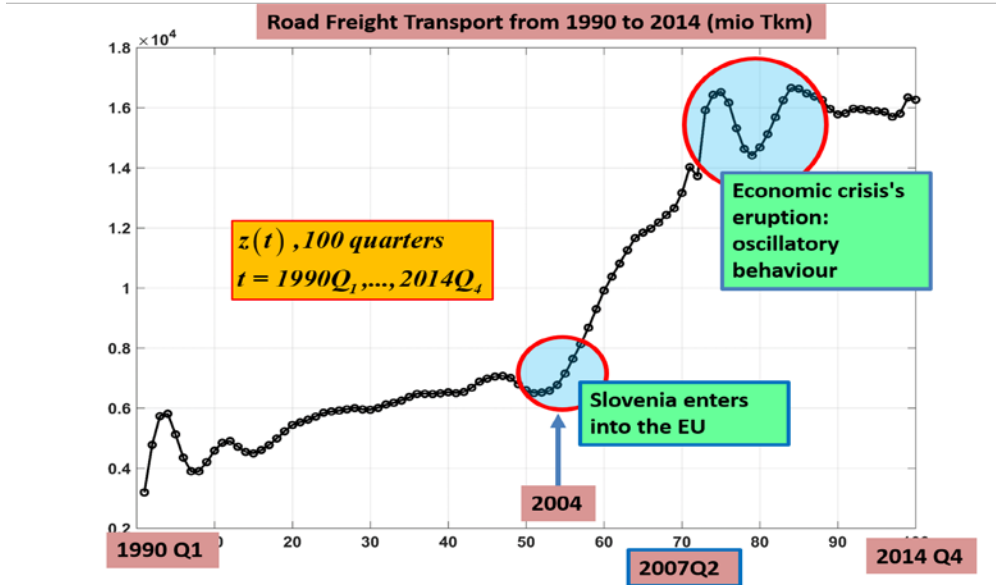 Road Freight Transport from 1990 to 2014 (mio Tkm)
×10⁴
1.8
1.6
1.4
1.2
1
0.8
0.6
0.4
0.2
z(t) , 100 quarters
t = 1990Q₁,..., 2014Q₄
Economic crisis's
eruption:
oscillatory
behaviour
Slovenia enters
into the EU
2004
1990 Q1
20
30
40
50
60
70
80
90
2007Q2
2014 Q4